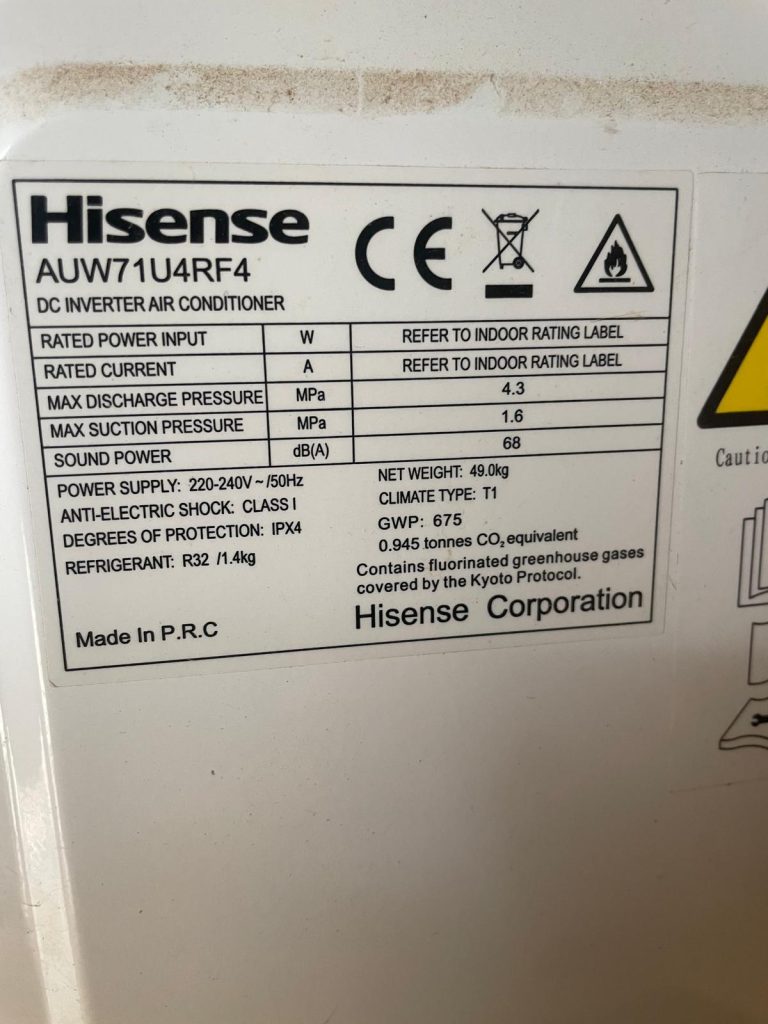 Hisense
CE
AUW71U4RF4
DC INVERTER AIR CONDITIONER
RATED POWER INPUT W REFER TO INDOOR RATING LABEL
RATED CURRENT A REFER TO INDOOR RATING LABEL
MAX DISCHARGE PRESSURE MPa 4.3
MAX SUCTION PRESSURE MPa 1.6
SOUND POWER dB(A) 68
POWER SUPPLY: 220-240V ~ /50Hz
ANTI-ELECTRIC SHOCK: CLASS I
DEGREES OF PROTECTION: IPX4
REFRIGERANT: R32 /1.4kg
Made In P.R.C
NET WEIGHT: 49.0kg
CLIMATE TYPE: T1
GWP: 675
0.945 tonnes CO₂ equivalent
Contains fluorinated greenhouse gases
covered by the Kyoto Protocol.
Hisense Corporation
Cautio